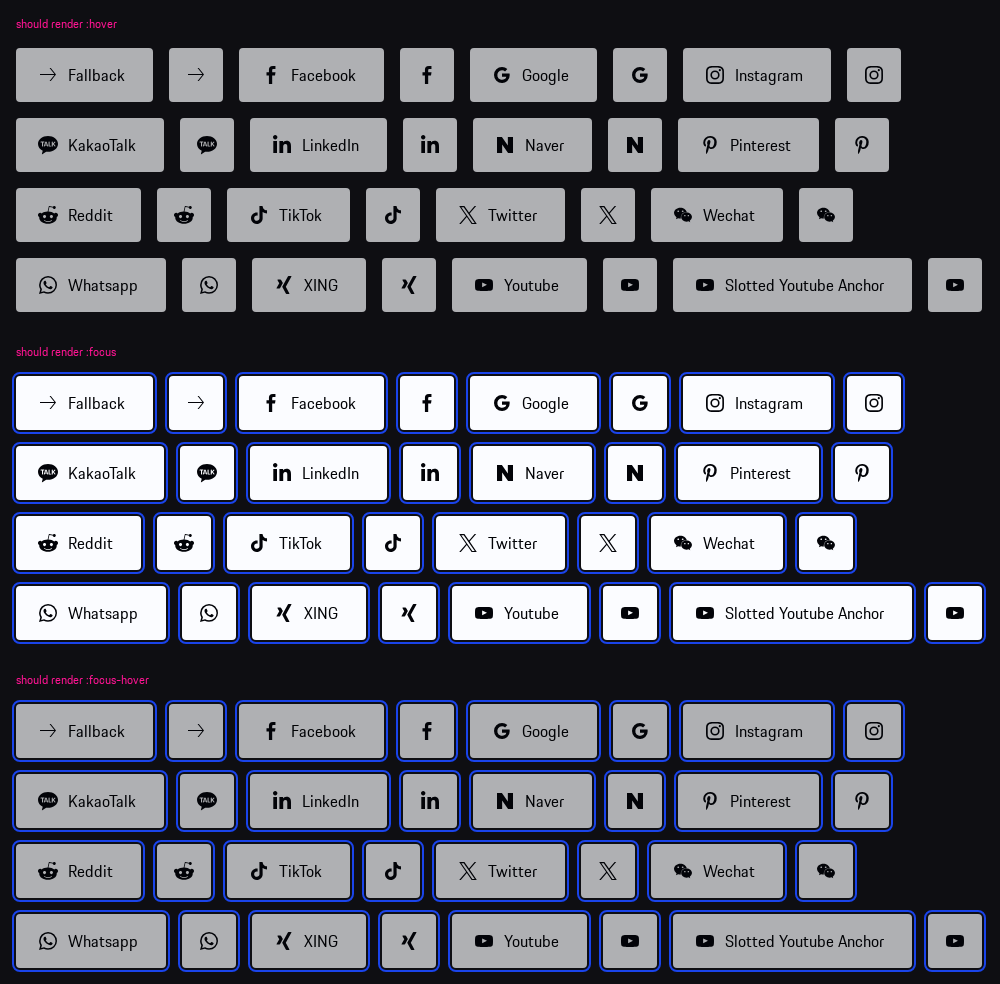 should render :hover
Fallback Facebook Google Instagram
TALK KakaoTalk TALK LinkedIn Naver Pinterest
Reddit TikTok Twitter Wechat
Whatsapp XING Youtube Slotted Youtube Anchor
should render :focus
Fallback Facebook Google Instagram
TALK KakaoTalk TALK LinkedIn Naver Pinterest
Reddit TikTok Twitter Wechat
Whatsapp XING Youtube Slotted Youtube Anchor
should render :focus-hover
Fallback Facebook Google Instagram
TALK KakaoTalk TALK LinkedIn Naver Pinterest
Reddit TikTok Twitter Wechat
Whatsapp XING Youtube Slotted Youtube Anchor